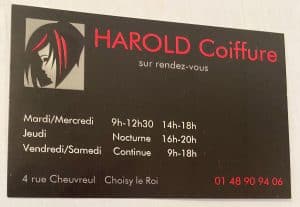 HAROLD Coiffure
sur rendez-vous
Mardi/Mercredi 9h-12h30 14h-18h
Jeudi Nocturne 16h-20h
Vendredi/Samedi Continue 9h-18h
4 rue Cheuvreul Choisy le Roi 01 48 90 94 06